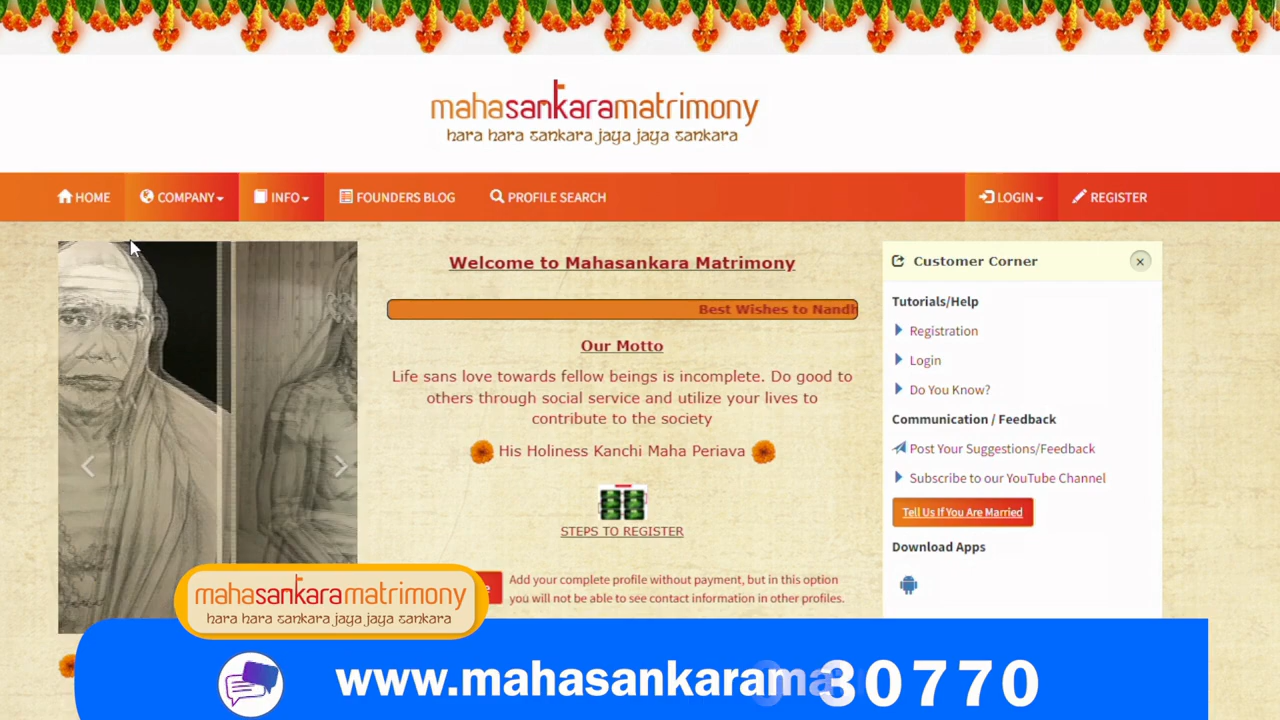 mahasankaramatrimony
hara hara sankara jaya jaya sankara
HOME
COMPANY
INFO
FOUNDERS BLOG
PROFILE SEARCH
LOGIN
REGISTER
Welcome to Mahasankara Matrimony
Best Wishes to Nandh
Our Motto
Life sans love towards fellow beings is incomplete. Do good to
others through social service and utilize your lives to
contribute to the society
His Holiness Kanchi Maha Periava
STEPS TO REGISTER
Add your complete profile without payment, but in this option
you will not be able to see contact information in other profiles.
Customer Corner
Tutorials/Help
Registration
Login
Do You Know?
Communication / Feedback
Post Your Suggestions/Feedback
Subscribe to our YouTube Channel
Tell Us If You Are Married
Download Apps
mahasankaramatrimony
hara hara sankara jaya jaya sankara
www.mahasankarama 30770